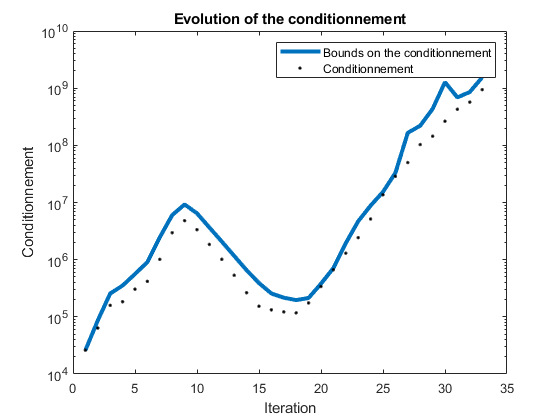 Evolution of the conditionnement
10^10
Bounds on the conditionnement
Conditionnement
10^9
10^8
10^7
10^6
10^5
10^4
Conditionnement
0 5 10 15 20 25 30 35
Iteration